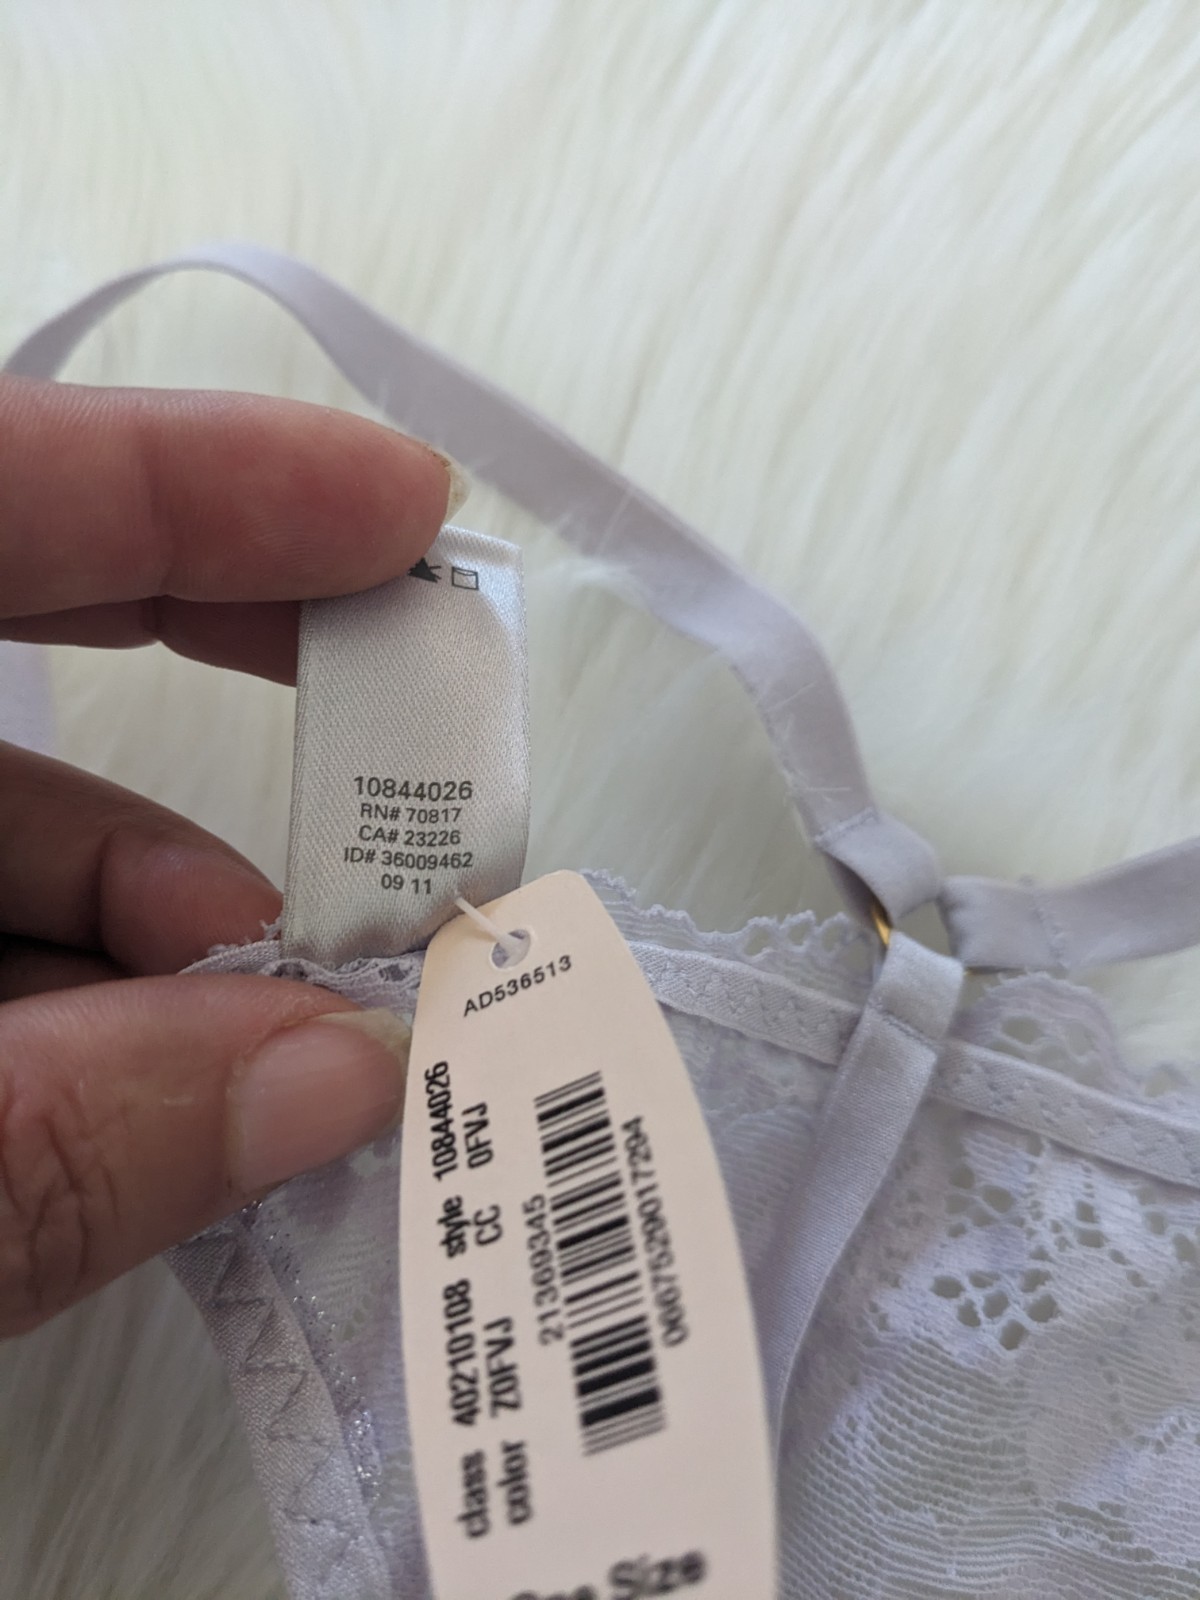 10844026
RN# 70817
CA# 23226
ID# 36009462
09 11
AD536513
class 40210108 style 10844026
color Z0FVJ CC 0FVJ
21369345
0667529017294
Size